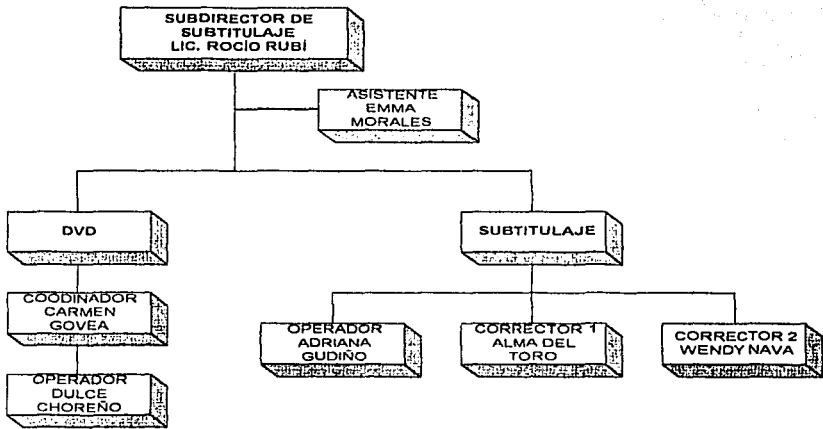 SUBDIRECTOR DE
SUBTITULAJE
LIC. ROCÍO RUBÍ
ASISTENTE
EMMA
MORALES
DVD
SUBTITULAJE
COODINADOR
CARMEN
GOVEA
OPERADOR
ADRIANA
GUDIÑO
CORRECTOR 1
ALMA DEL
TORO
CORRECTOR 2
WENDY NAVA
OPERADOR
DULCE
CHOREÑO